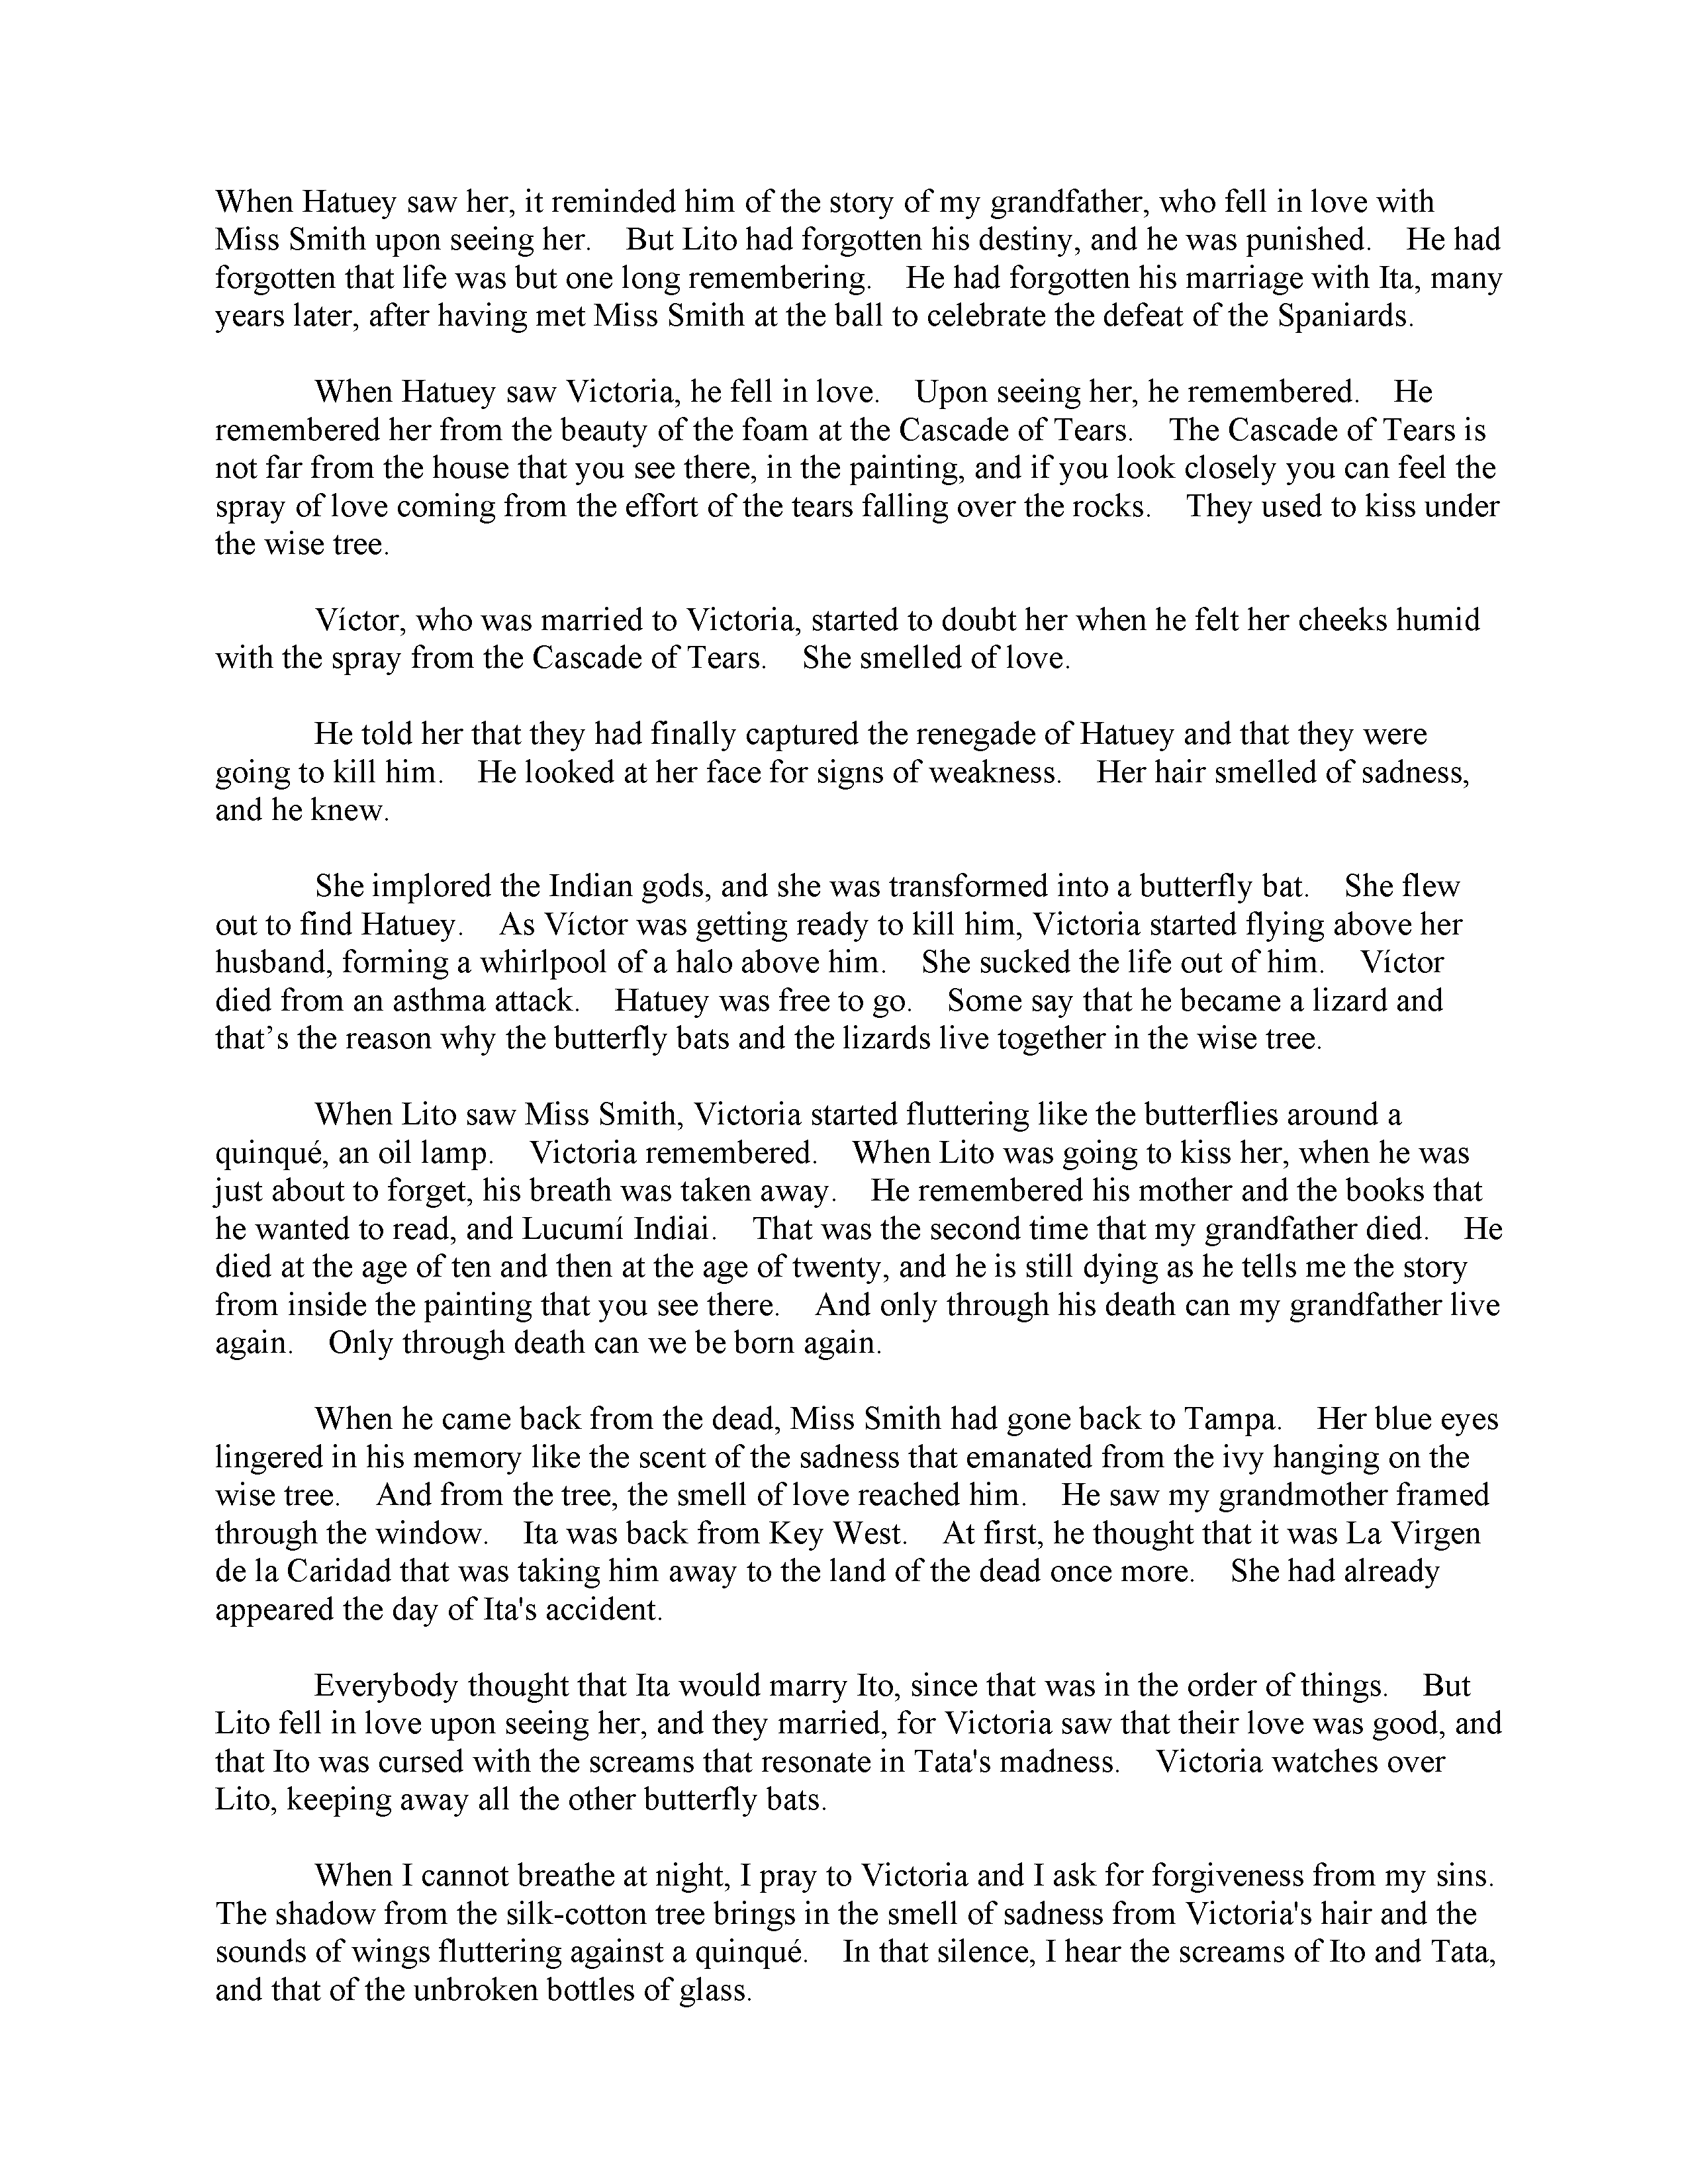 When Hatuey saw her, it reminded him of the story of my grandfather, who fell in love with
Miss Smith upon seeing her. But Lito had forgotten his destiny, and he was punished. He had
forgotten that life was but one long remembering. He had forgotten his marriage with Ita, many
years later, after having met Miss Smith at the ball to celebrate the defeat of the Spaniards.
When Hatuey saw Victoria, he fell in love. Upon seeing her, he remembered. He
remembered her from the beauty of the foam at the Cascade of Tears. The Cascade of Tears is
not far from the house that you see there, in the painting, and if you look closely you can feel the
spray of love coming from the effort of the tears falling over the rocks. They used to kiss under
the wise tree.
Víctor, who was married to Victoria, started to doubt her when he felt her cheeks humid
with the spray from the Cascade of Tears. She smelled of love.
He told her that they had finally captured the renegade of Hatuey and that they were
going to kill him. He looked at her face for signs of weakness. Her hair smelled of sadness,
and he knew.
She implored the Indian gods, and she was transformed into a butterfly bat. She flew
out to find Hatuey. As Víctor was getting ready to kill him, Victoria started flying above her
husband, forming a whirlpool of a halo above him. She sucked the life out of him. Víctor
died from an asthma attack. Hatuey was free to go. Some say that he became a lizard and
that’s the reason why the butterfly bats and the lizards live together in the wise tree.
When Lito saw Miss Smith, Victoria started fluttering like the butterflies around a
quinqué, an oil lamp. Victoria remembered. When Lito was going to kiss her, when he was
just about to forget, his breath was taken away. He remembered his mother and the books that
he wanted to read, and Lucumí Indiai. That was the second time that my grandfather died. He
died at the age of ten and then at the age of twenty, and he is still dying as he tells me the story
from inside the painting that you see there. And only through his death can my grandfather live
again. Only through death can we be born again.
When he came back from the dead, Miss Smith had gone back to Tampa. Her blue eyes
lingered in his memory like the scent of the sadness that emanated from the ivy hanging on the
wise tree. And from the tree, the smell of love reached him. He saw my grandmother framed
through the window. Ita was back from Key West. At first, he thought that it was La Virgen
de la Caridad that was taking him away to the land of the dead once more. She had already
appeared the day of Ita's accident.
Everybody thought that Ita would marry Ito, since that was in the order of things. But
Lito fell in love upon seeing her, and they married, for Victoria saw that their love was good, and
that Ito was cursed with the screams that resonate in Tata's madness. Victoria watches over
Lito, keeping away all the other butterfly bats.
When I cannot breathe at night, I pray to Victoria and I ask for forgiveness from my sins.
The shadow from the silk-cotton tree brings in the smell of sadness from Victoria's hair and the
sounds of wings fluttering against a quinqué. In that silence, I hear the screams of Ito and Tata,
and that of the unbroken bottles of glass.